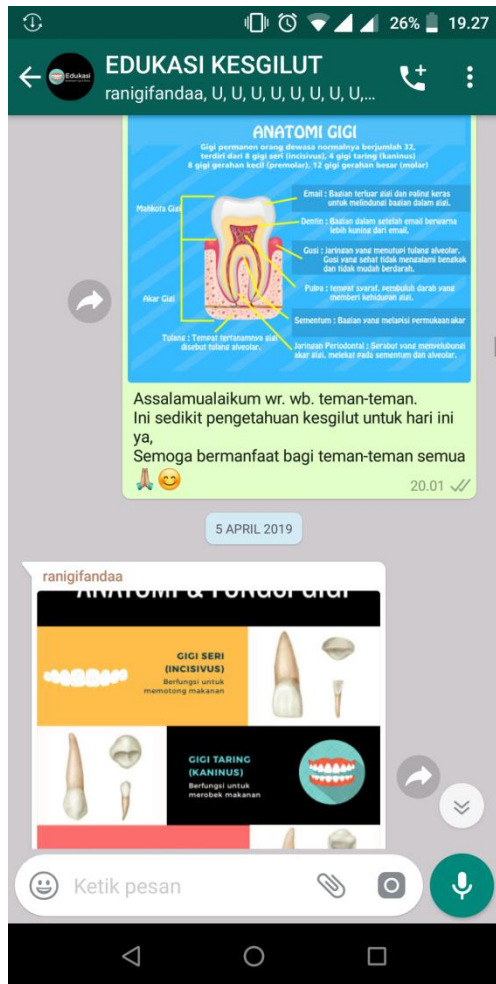 26% 19.27
Edukasi
EDUKASI KESGILUT
ranigifandaa, U, U, U, U, U, U, U, U,...
ANATOMI GIGI
Gigi permanen orang dewasa normalnya berjumlah 32,
terdiri dari 8 gigi seri (incisivus), 4 gigi taring (kaninus)
8 gigi gerahan kecil (premolar), 12 gigi gerahan besar (molar)
Mahkota Gigi
Email : Bagian terluar gigi dan paling keras
untuk melindungi bagian dalam gigi.
Dentin : Bagian dalam setelah email berwarna
lebih kuning dari email.
Gusi : Jaringan yang menutupi tulang alveolar.
Gusi yang sehat tidak mengalami bengkak
dan tidak mudah berdarah.
Pulpa : tempat syaraf, pembuluh darah yang
memberi kehidupan gigi.
Akar Gigi
Sementum : Bagian yang melapisi permukaan akar
Tulang : Tempat tertanamnya gigi
disebut tulang alveolar.
Jaringan Periodontal : Serabut yang menyelubungi
akar gigi, melekat pada sementum dan alveolar.
Assalamualaikum wr. wb. teman-teman.
Ini sedikit pengetahuan kesgilut untuk hari ini
ya,
Semoga bermanfaat bagi teman-teman semua
🙏😊
20.01
5 APRIL 2019
ranigifandaa
ANATOMI & FUNGSI GIGI
GIGI SERI
(INCISIVUS)
Berfungsi untuk
memotong makanan
GIGI TARING
(KANINUS)
Berfungsi untuk
merobek makanan
Ketik pesan